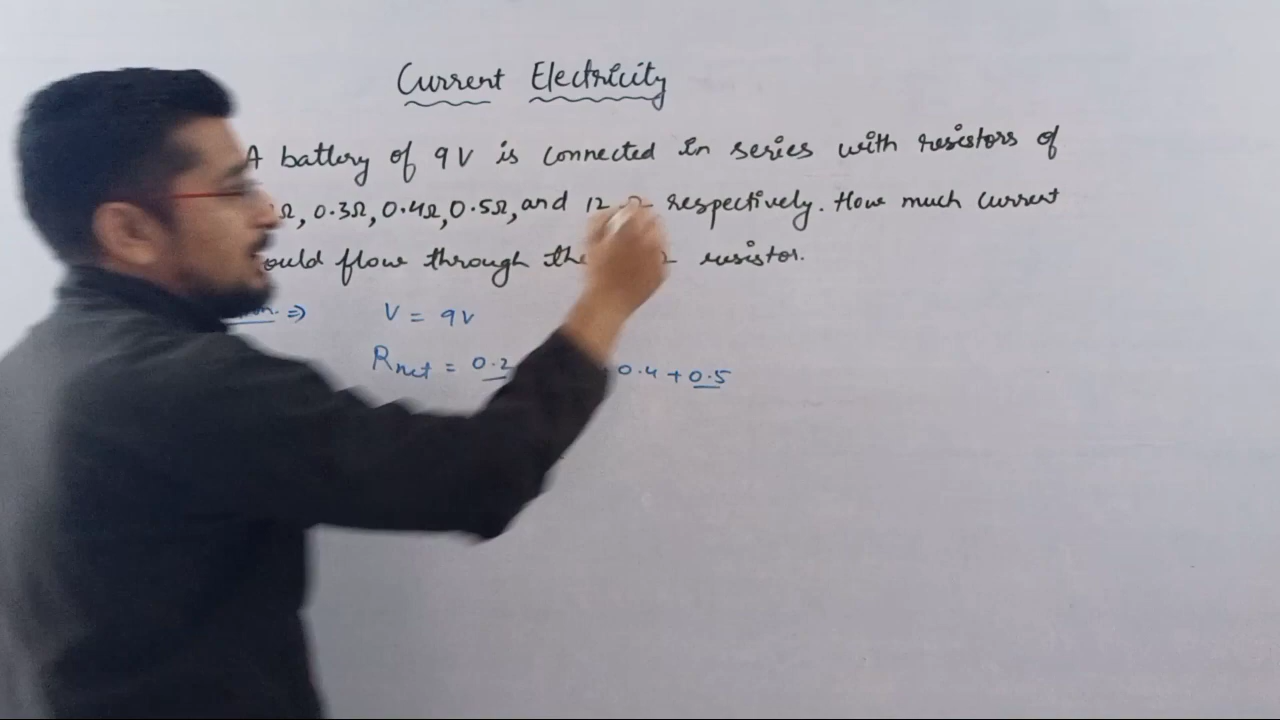 Current Electricity
A battery of 9V is connected in series with resistors of
Ω, 0.3Ω, 0.4Ω, 0.5Ω, and 12 Ω respectively. How much current
ould flow through the resistor.
⇒ V = 9V
Rnet = 0.2 0.4 + 0.5